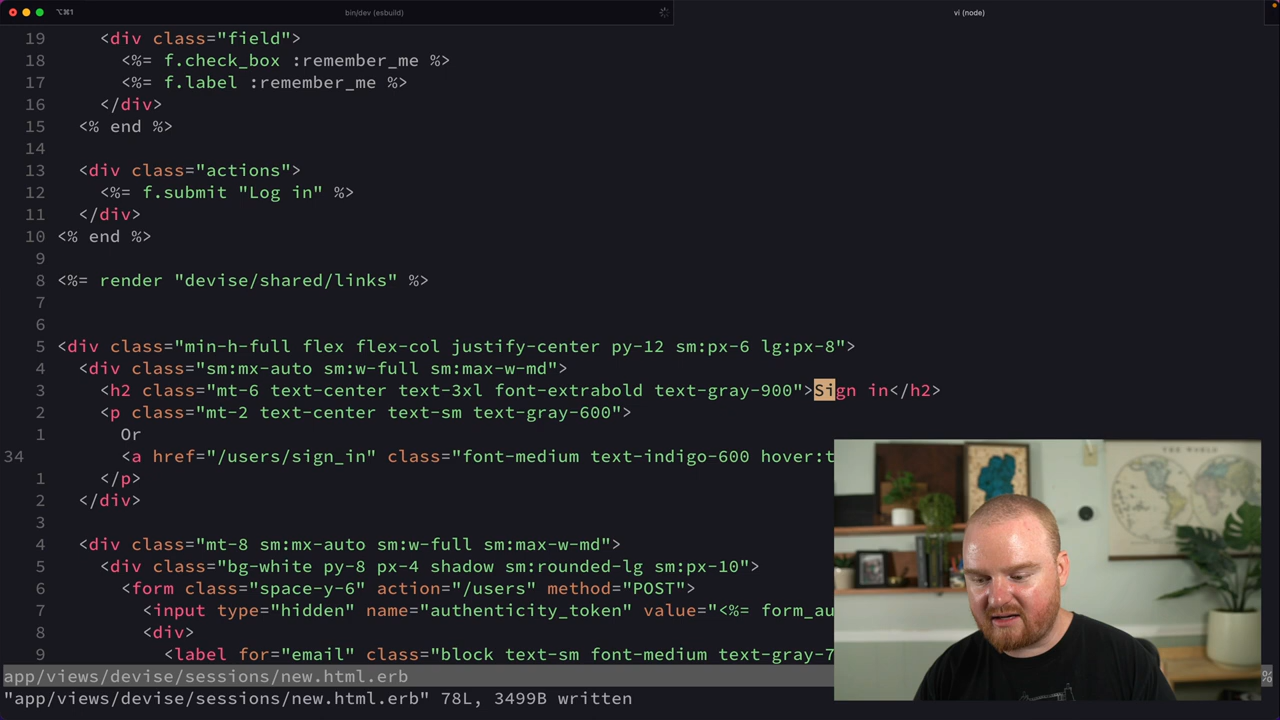 ⌥⌘1
bin/dev (esbuild)
vi (node)
19 <div class="field">
18 <%= f.check_box :remember_me %>
17 <%= f.label :remember_me %>
16 </div>
15 <% end %>
14
13 <div class="actions">
12 <%= f.submit "Log in" %>
11 </div>
10 <% end %>
9
8 <%= render "devise/shared/links" %>
7
6
5 <div class="min-h-full flex flex-col justify-center py-12 sm:px-6 lg:px-8">
4 <div class="sm:mx-auto sm:w-full sm:max-w-md">
3 <h2 class="mt-6 text-center text-3xl font-extrabold text-gray-900">Sign in</h2>
2 <p class="mt-2 text-center text-sm text-gray-600">
1 Or
34 <a href="/users/sign_in" class="font-medium text-indigo-600 hover:t
1 </p>
2 </div>
3
4 <div class="mt-8 sm:mx-auto sm:w-full sm:max-w-md">
5 <div class="bg-white py-8 px-4 shadow sm:rounded-lg sm:px-10">
6 <form class="space-y-6" action="/users" method="POST">
7 <input type="hidden" name="authenticity_token" value="<%= form_au
8 <div>
9 <label for="email" class="block text-sm font-medium text-gray-7
app/views/devise/sessions/new.html.erb
%
"app/views/devise/sessions/new.html.erb" 78L, 3499B written
THE WORLD